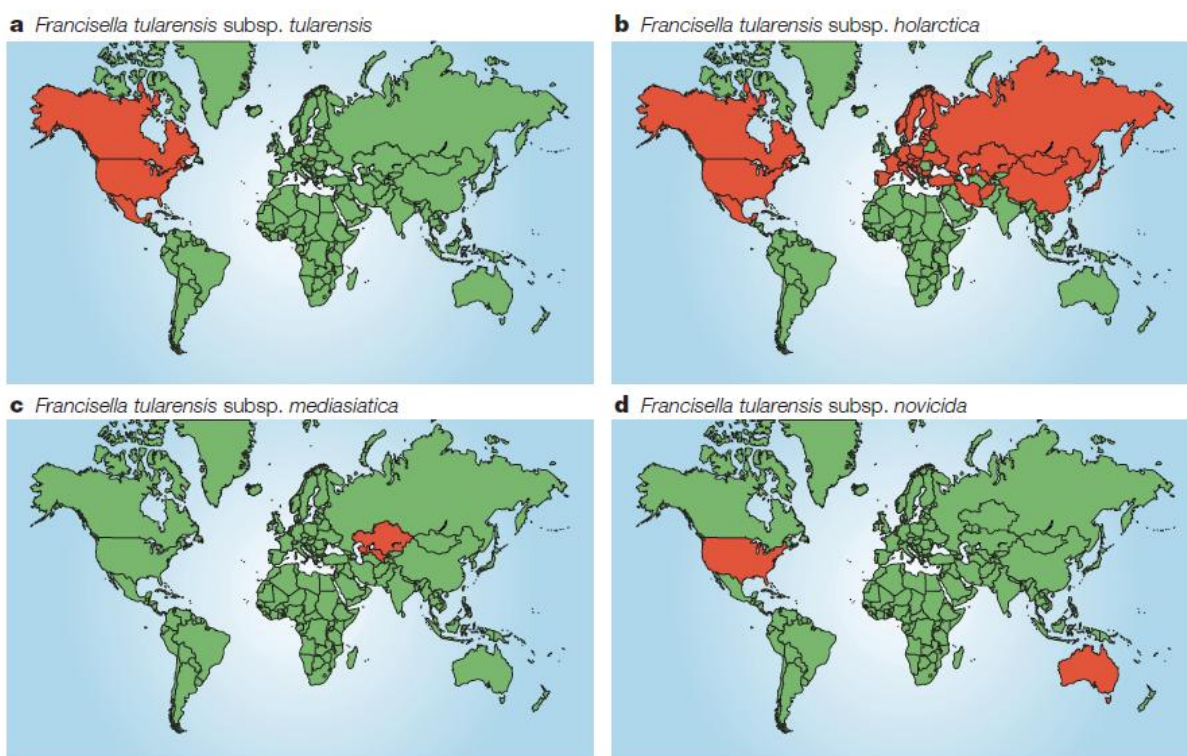 a Francisella tularensis subsp. tularensis
b Francisella tularensis subsp. holarctica
c Francisella tularensis subsp. mediasiatica
d Francisella tularensis subsp. novicida